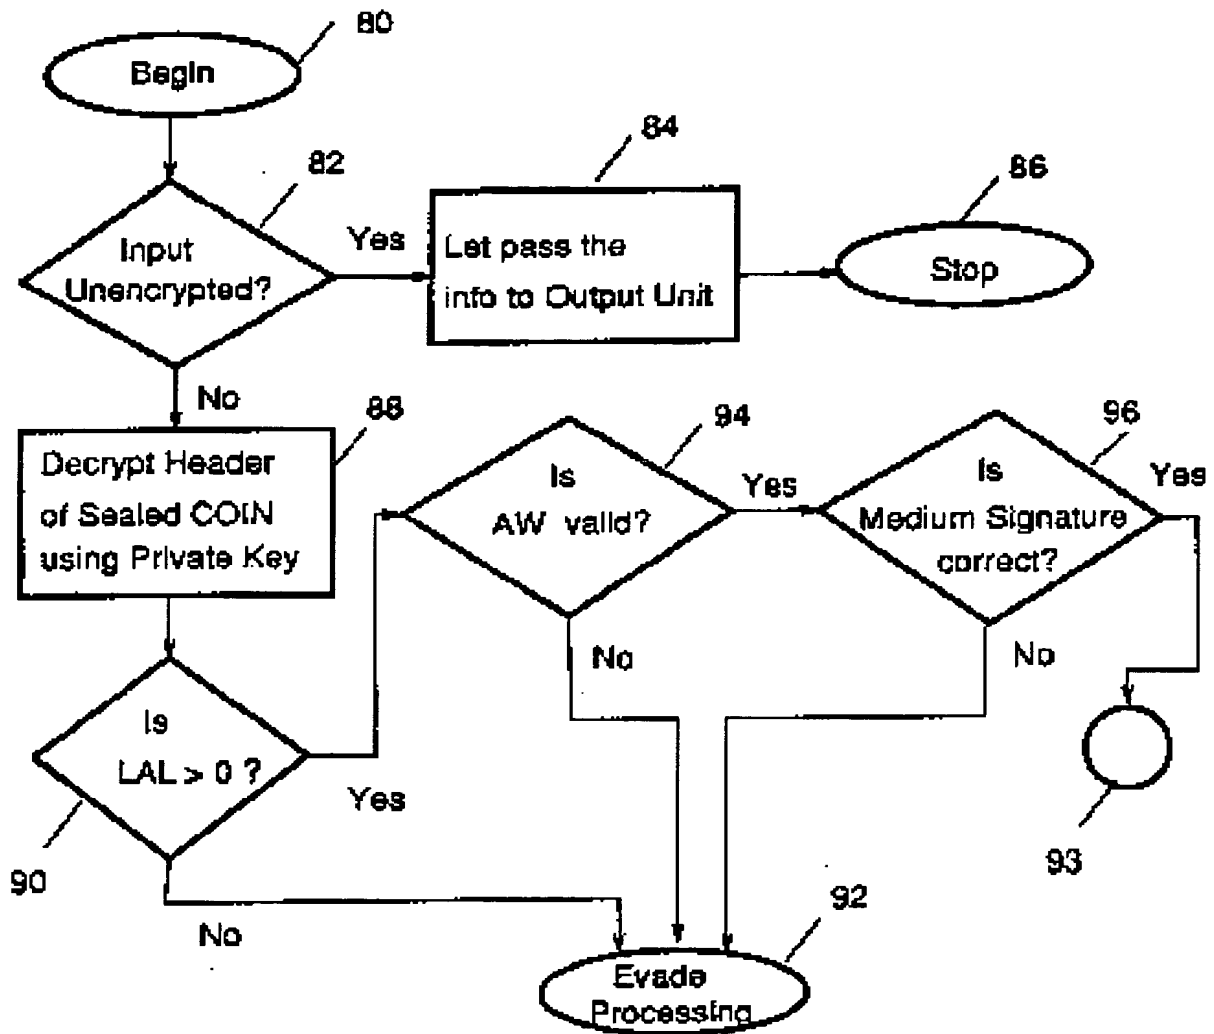 80
Begin
82
Input
Unencrypted?
Yes
84
Let pass the
info to Output Unit
86
Stop
No
88
Decrypt Header
of Sealed COIN
using Private Key
94
Is
AW valid?
Yes
96
Is
Medium Signature
correct?
Yes
No
No
93
Is
LAL > 0 ?
Yes
90
No
92
Evade
Processing